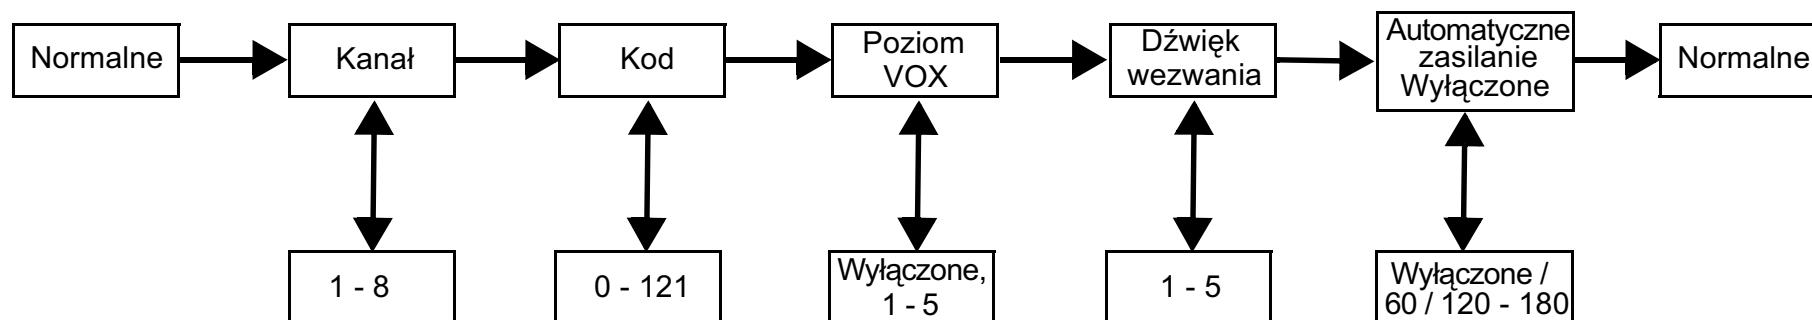 Normalne
Kanał
Kod
Poziom
VOX
Dźwięk
wezwania
Automatyczne
zasilanie
Wyłączone
Normalne
1 - 8
0 - 121
Wyłączone,
1 - 5
1 - 5
Wyłączone /
60 / 120 - 180